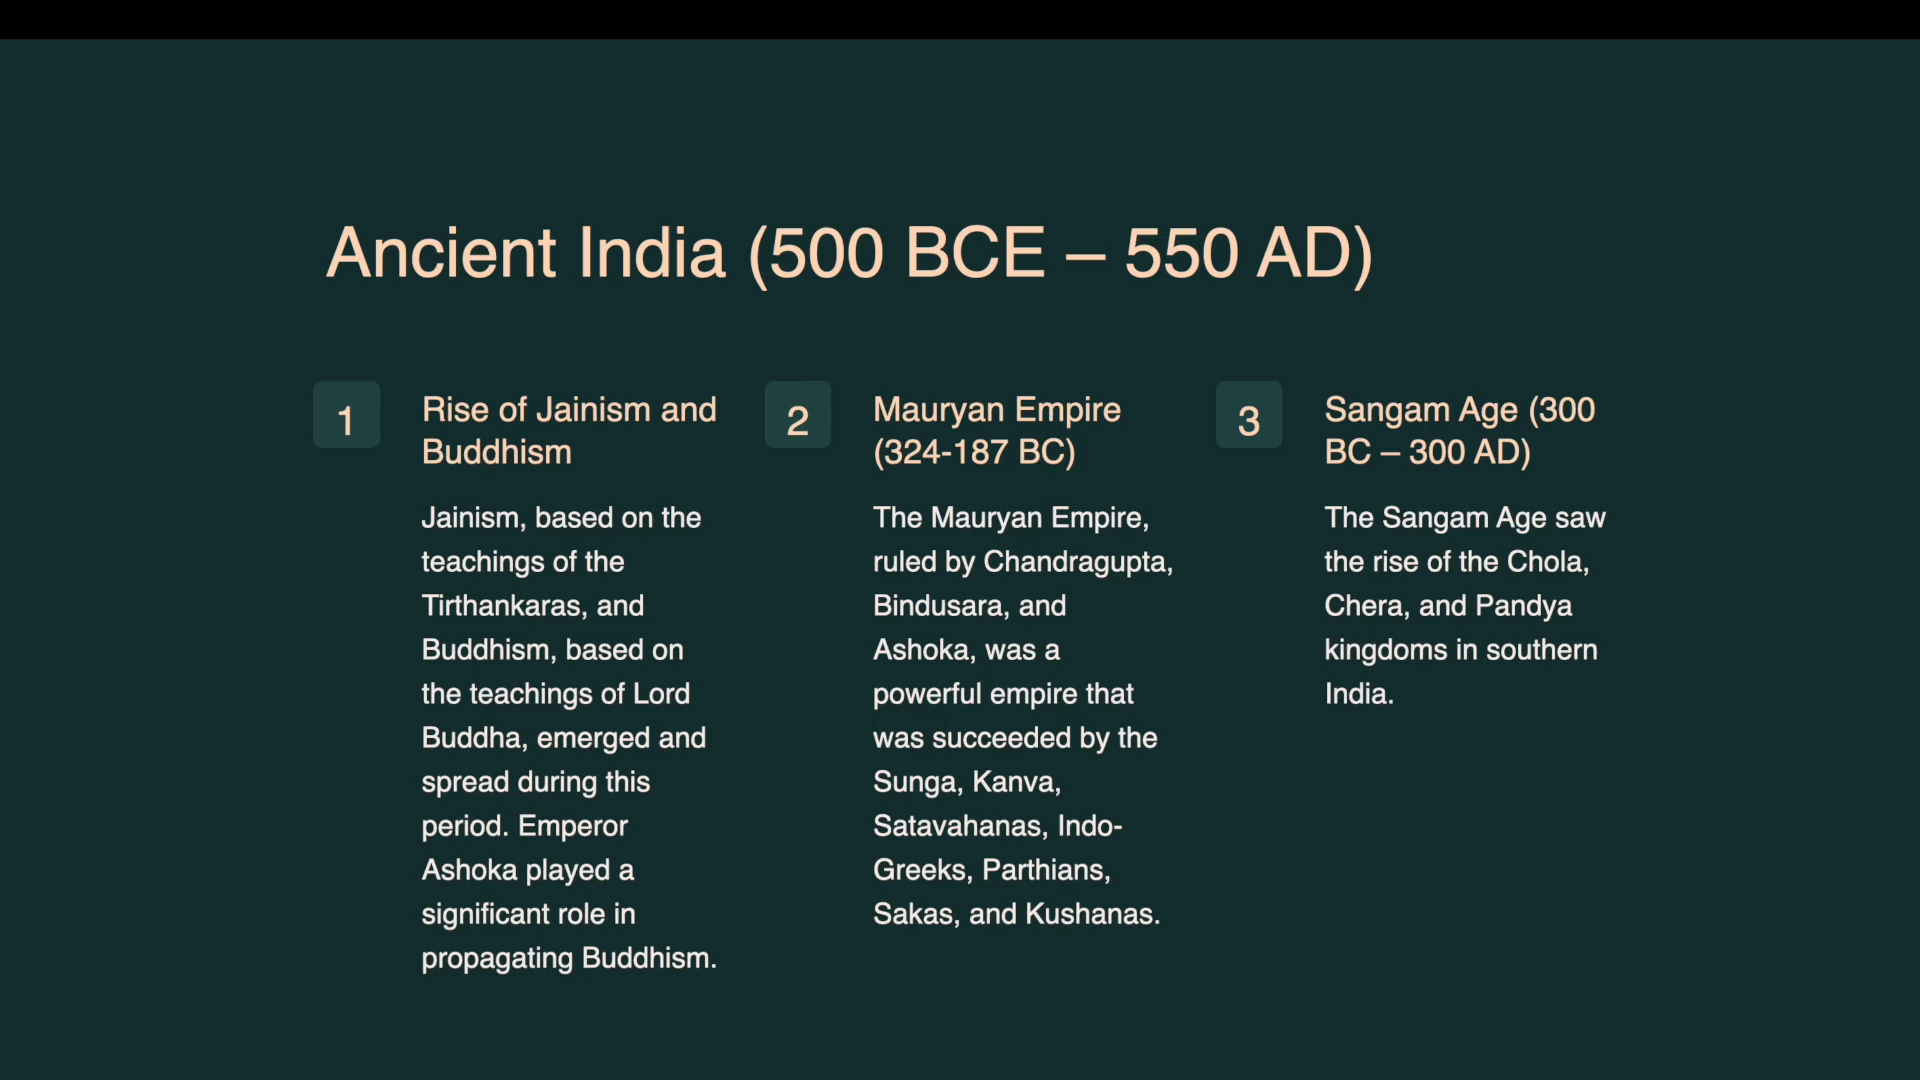 Ancient India (500 BCE – 550 AD)
1
Rise of Jainism and
Buddhism
Jainism, based on the
teachings of the
Tirthankaras, and
Buddhism, based on
the teachings of Lord
Buddha, emerged and
spread during this
period. Emperor
Ashoka played a
significant role in
propagating Buddhism.
2
Mauryan Empire
(324-187 BC)
The Mauryan Empire,
ruled by Chandragupta,
Bindusara, and
Ashoka, was a
powerful empire that
was succeeded by the
Sunga, Kanva,
Satavahanas, Indo-
Greeks, Parthians,
Sakas, and Kushanas.
3
Sangam Age (300
BC – 300 AD)
The Sangam Age saw
the rise of the Chola,
Chera, and Pandya
kingdoms in southern
India.